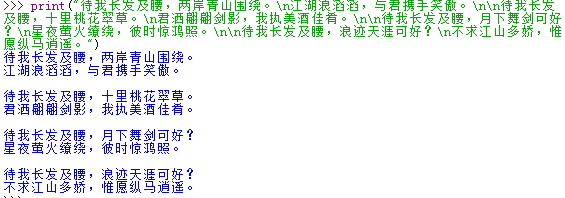 >>> print("待我长发及腰，两岸青山围绕。\n江湖浪滔滔，与君携手笑傲。\n\n待我长发及
腰，十里桃花翠草。\n君洒翩翩剑影，我执美酒佳肴。\n\n待我长发及腰，月下舞剑可好
？\n星夜萤火缭绕，彼时惊鸿照。\n\n待我长发及腰，浪迹天涯可好？\n不求江山多娇，惟
愿纵马逍遥。")
待我长发及腰，两岸青山围绕。
江湖浪滔滔，与君携手笑傲。
待我长发及腰，十里桃花翠草。
君洒翩翩剑影，我执美酒佳肴。
待我长发及腰，月下舞剑可好？
星夜萤火缭绕，彼时惊鸿照。
待我长发及腰，浪迹天涯可好？
不求江山多娇，惟愿纵马逍遥。